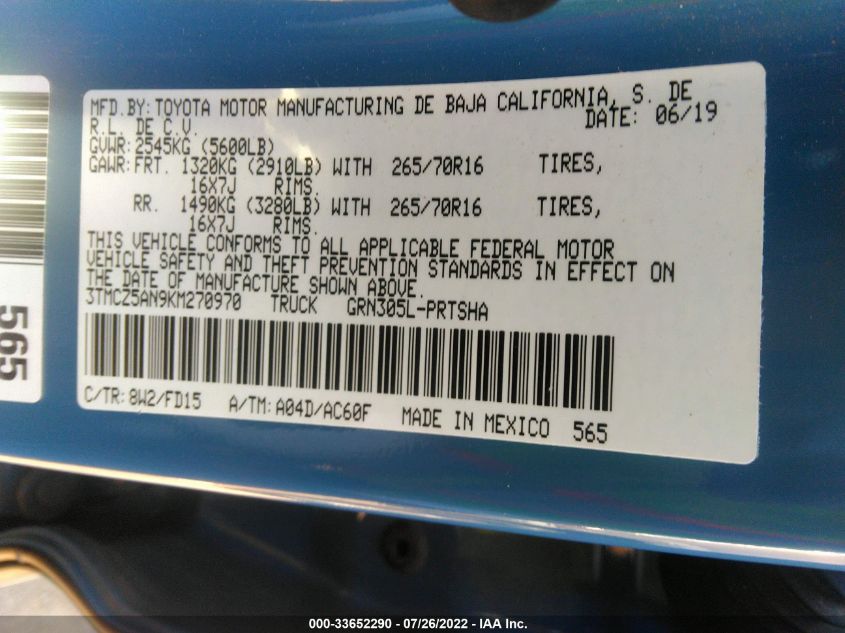 MFD.BY: TOYOTA MOTOR MANUFACTURING DE BAJA CALIFORNIA, S. DE
R.L. DE C.V. DATE: 06/19
GVWR: 2545KG (5600LB)
GAWR: FRT. 1320KG (2910LB) WITH 265/70R16 TIRES,
16X7J RIMS.
RR. 1490KG (3280LB) WITH 265/70R16 TIRES,
16X7J RIMS.
THIS VEHICLE CONFORMS TO ALL APPLICABLE FEDERAL MOTOR
VEHICLE SAFETY AND THEFT PREVENTION STANDARDS IN EFFECT ON
THE DATE OF MANUFACTURE SHOWN ABOVE.
3TMCZ5AN9KM270970 TRUCK GRN305L-PRTSHA
C/TR: 8W2/FD15 A/TM: A04D/AC60F MADE IN MEXICO 565
565
000-33652290 - 07/26/2022 - IAA Inc.